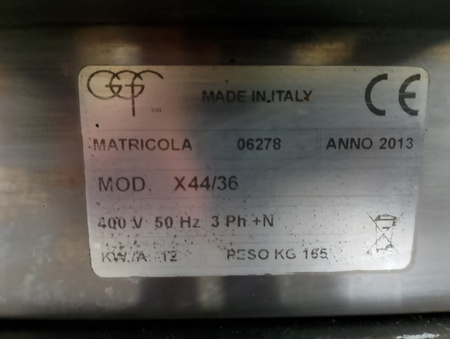 MADE IN ITALY CE
MATRICOLA 06278 ANNO 2013
MOD. X44/36
400 V 50 Hz 3 Ph +N
KW./A 12 PESO KG 165